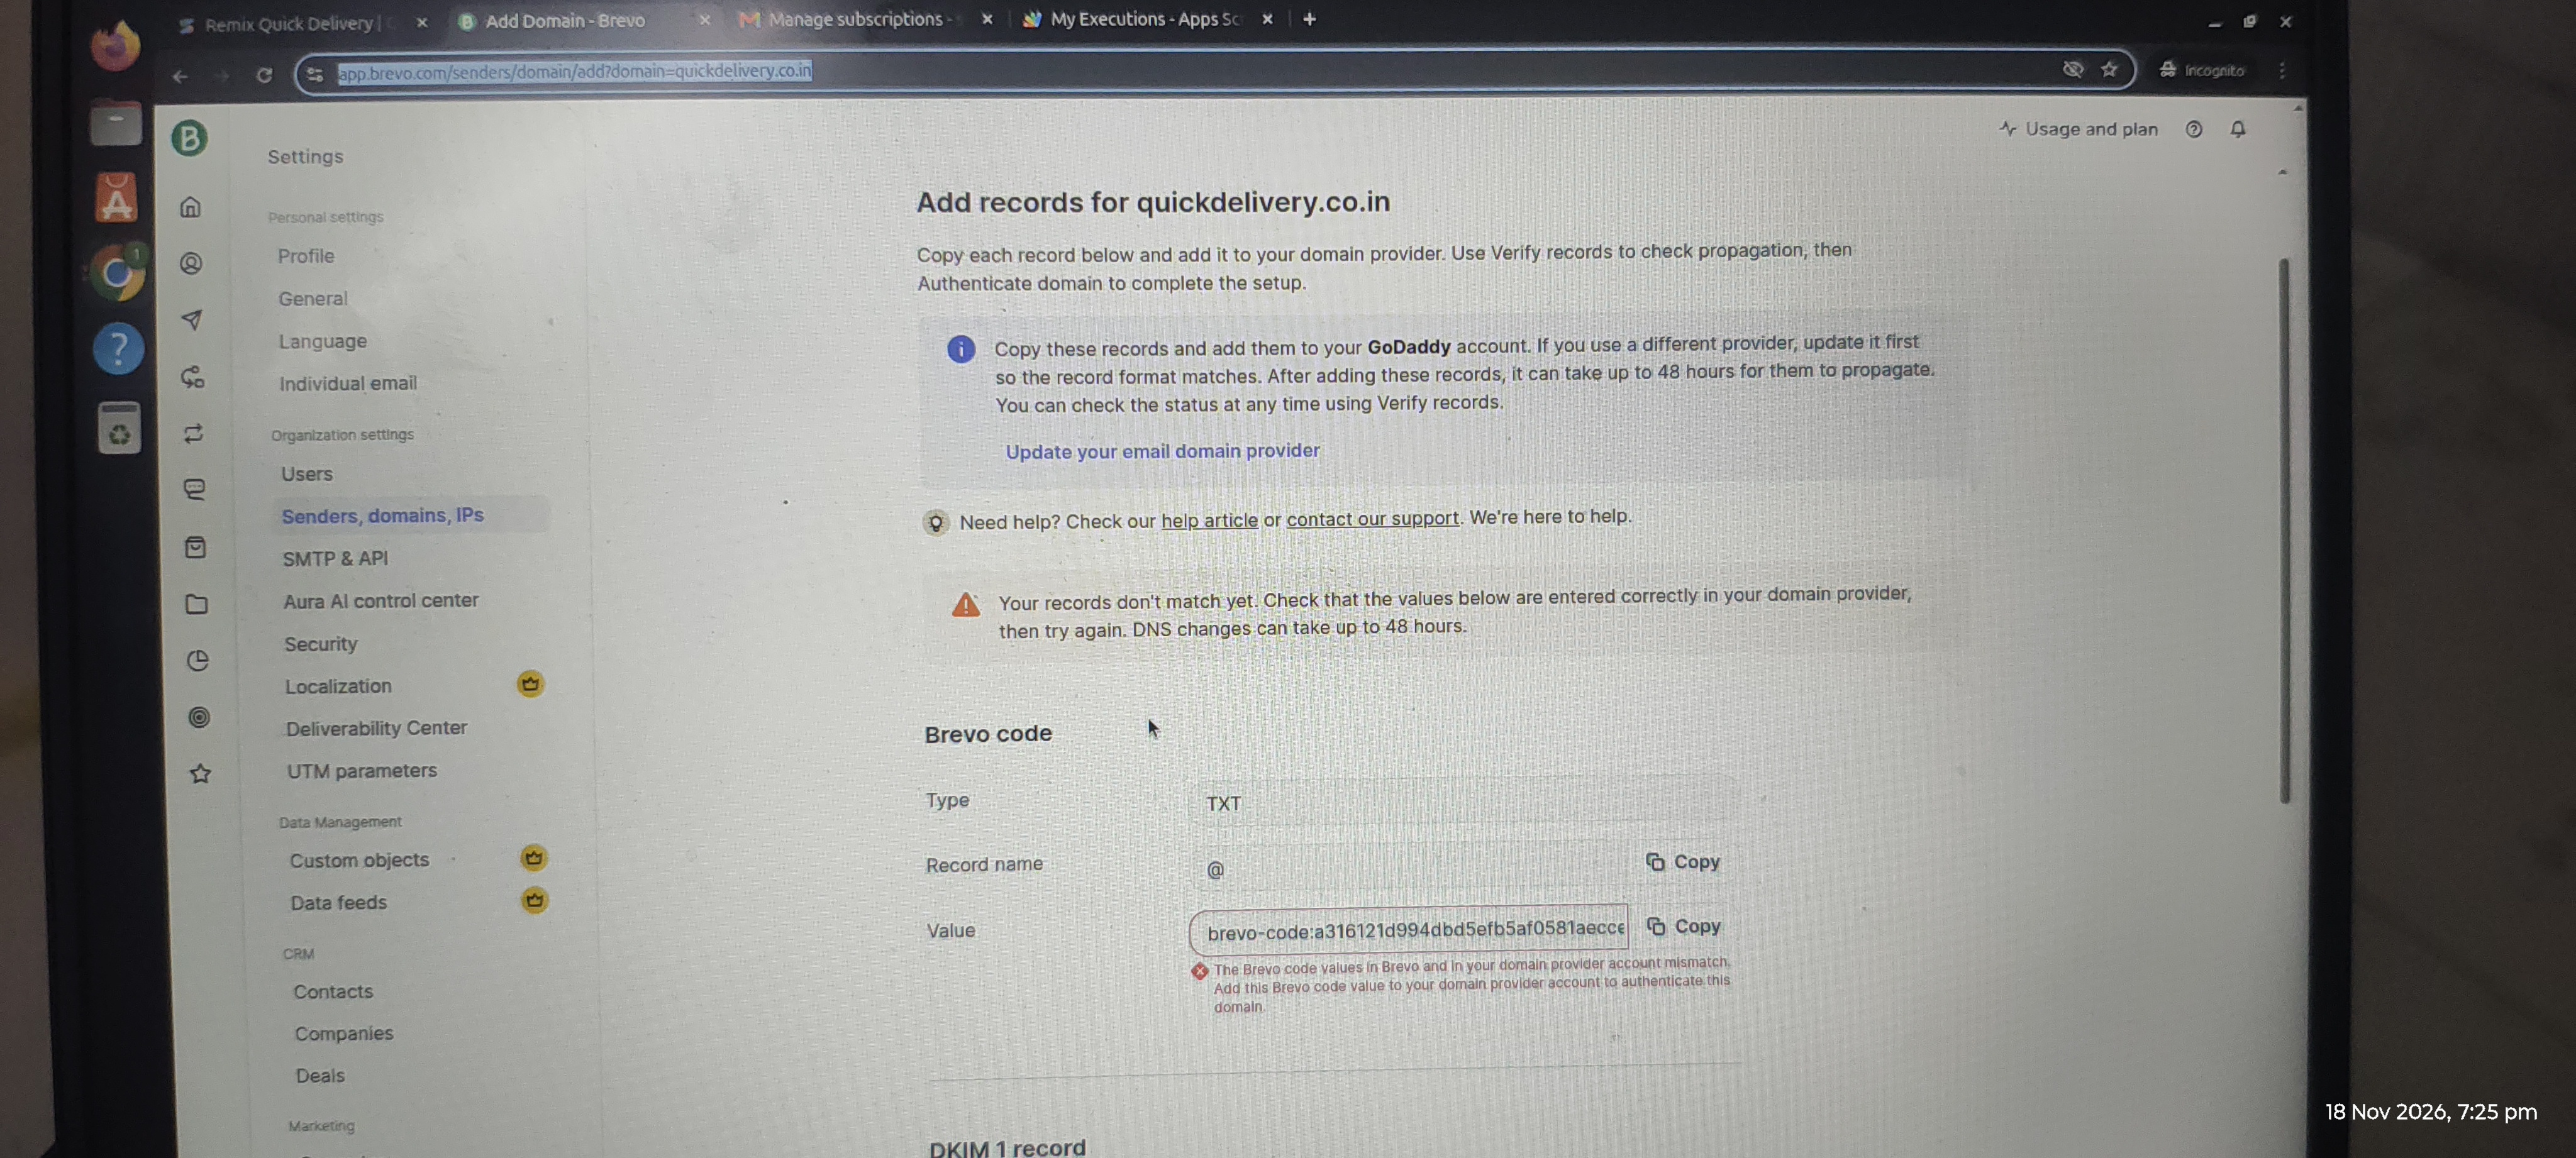 Remix Quick Delivery |
Add Domain - Brevo
Manage subscriptions -
My Executions - Apps Sc
app.brevo.com/senders/domain/add?domain=quickdelivery.co.in
Incognito
Usage and plan
Settings
Personal settings
Profile
General
Language
Individual email
Organization settings
Users
Senders, domains, IPs
SMTP & API
Aura AI control center
Security
Localization
Deliverability Center
UTM parameters
Data Management
Custom objects
Data feeds
CRM
Contacts
Companies
Deals
Marketing
Add records for quickdelivery.co.in
Copy each record below and add it to your domain provider. Use Verify records to check propagation, then
Authenticate domain to complete the setup.
Copy these records and add them to your GoDaddy account. If you use a different provider, update it first
so the record format matches. After adding these records, it can take up to 48 hours for them to propagate.
You can check the status at any time using Verify records.
Update your email domain provider
Need help? Check our help article or contact our support. We're here to help.
Your records don't match yet. Check that the values below are entered correctly in your domain provider,
then try again. DNS changes can take up to 48 hours.
Brevo code
Type
TXT
Record name
@
Copy
Value
brevo-code:a316121d994dbd5efb5af0581aecce
Copy
The Brevo code values in Brevo and in your domain provider account mismatch.
Add this Brevo code value to your domain provider account to authenticate this
domain.
DKIM 1 record
18 Nov 2026, 7:25 pm